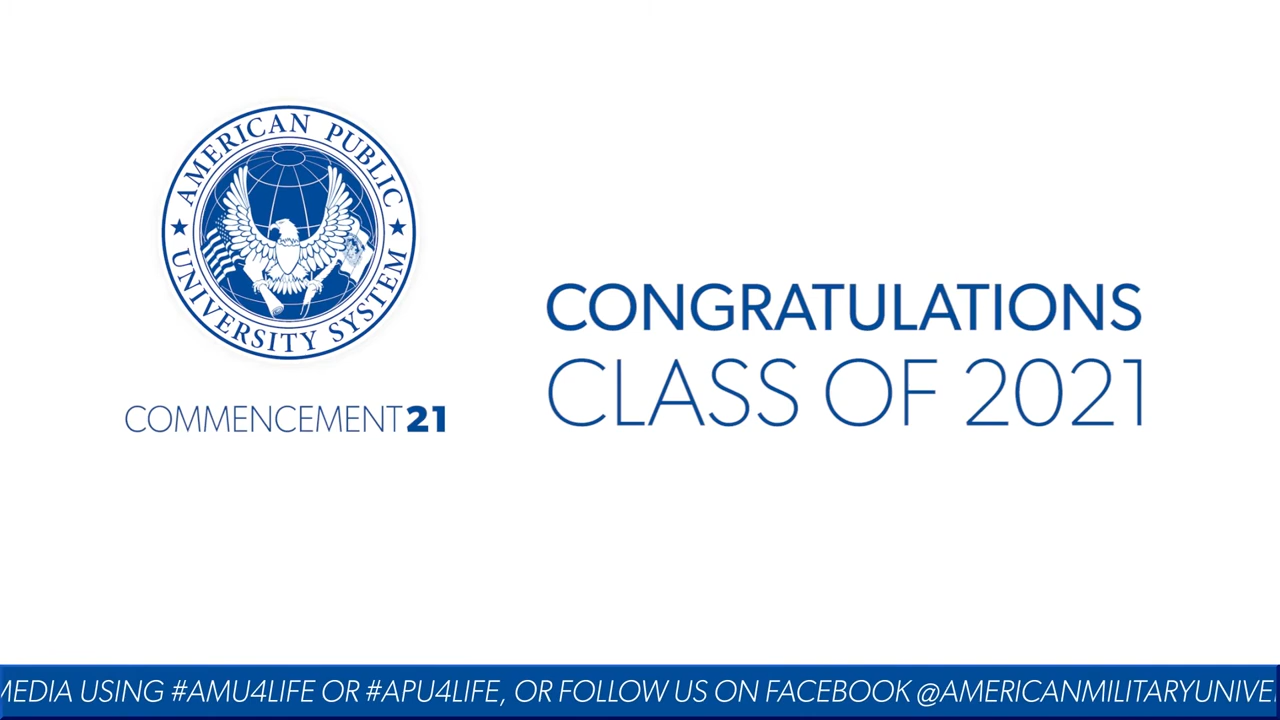 AMERICAN PUBLIC
UNIVERSITY SYSTEM
COMMENCEMENT21
CONGRATULATIONS
CLASS OF 2021
MEDIA USING #AMU4LIFE OR #APU4LIFE, OR FOLLOW US ON FACEBOOK @AMERICANMILITARYUNIVE